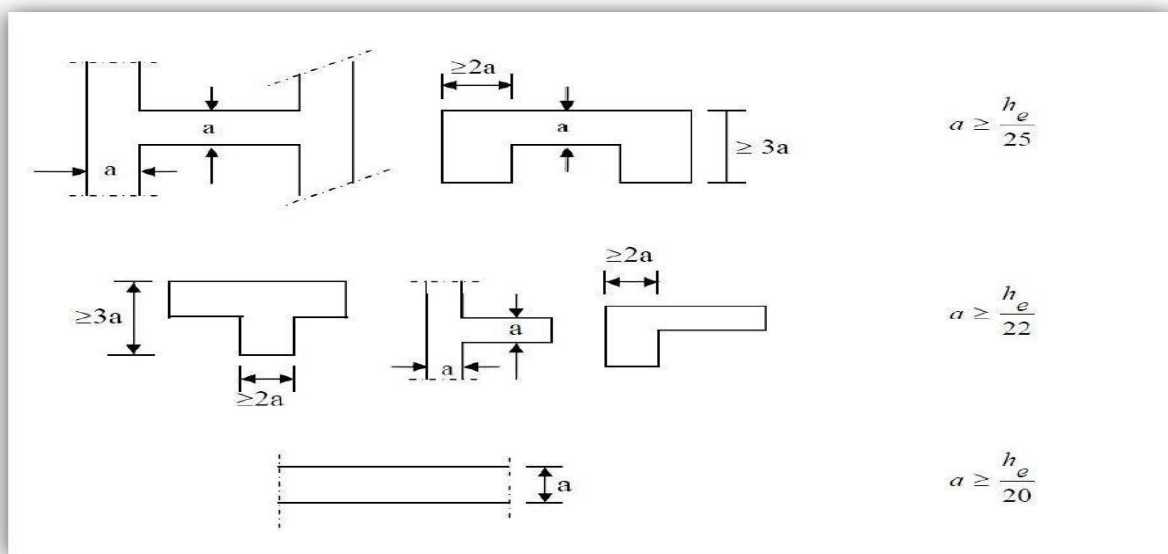 ≥2a
a
a
a
≥ 3a
a ≥ h_e/25
≥3a
≥2a
a
a
≥2a
a ≥ h_e/22
a
a ≥ h_e/20